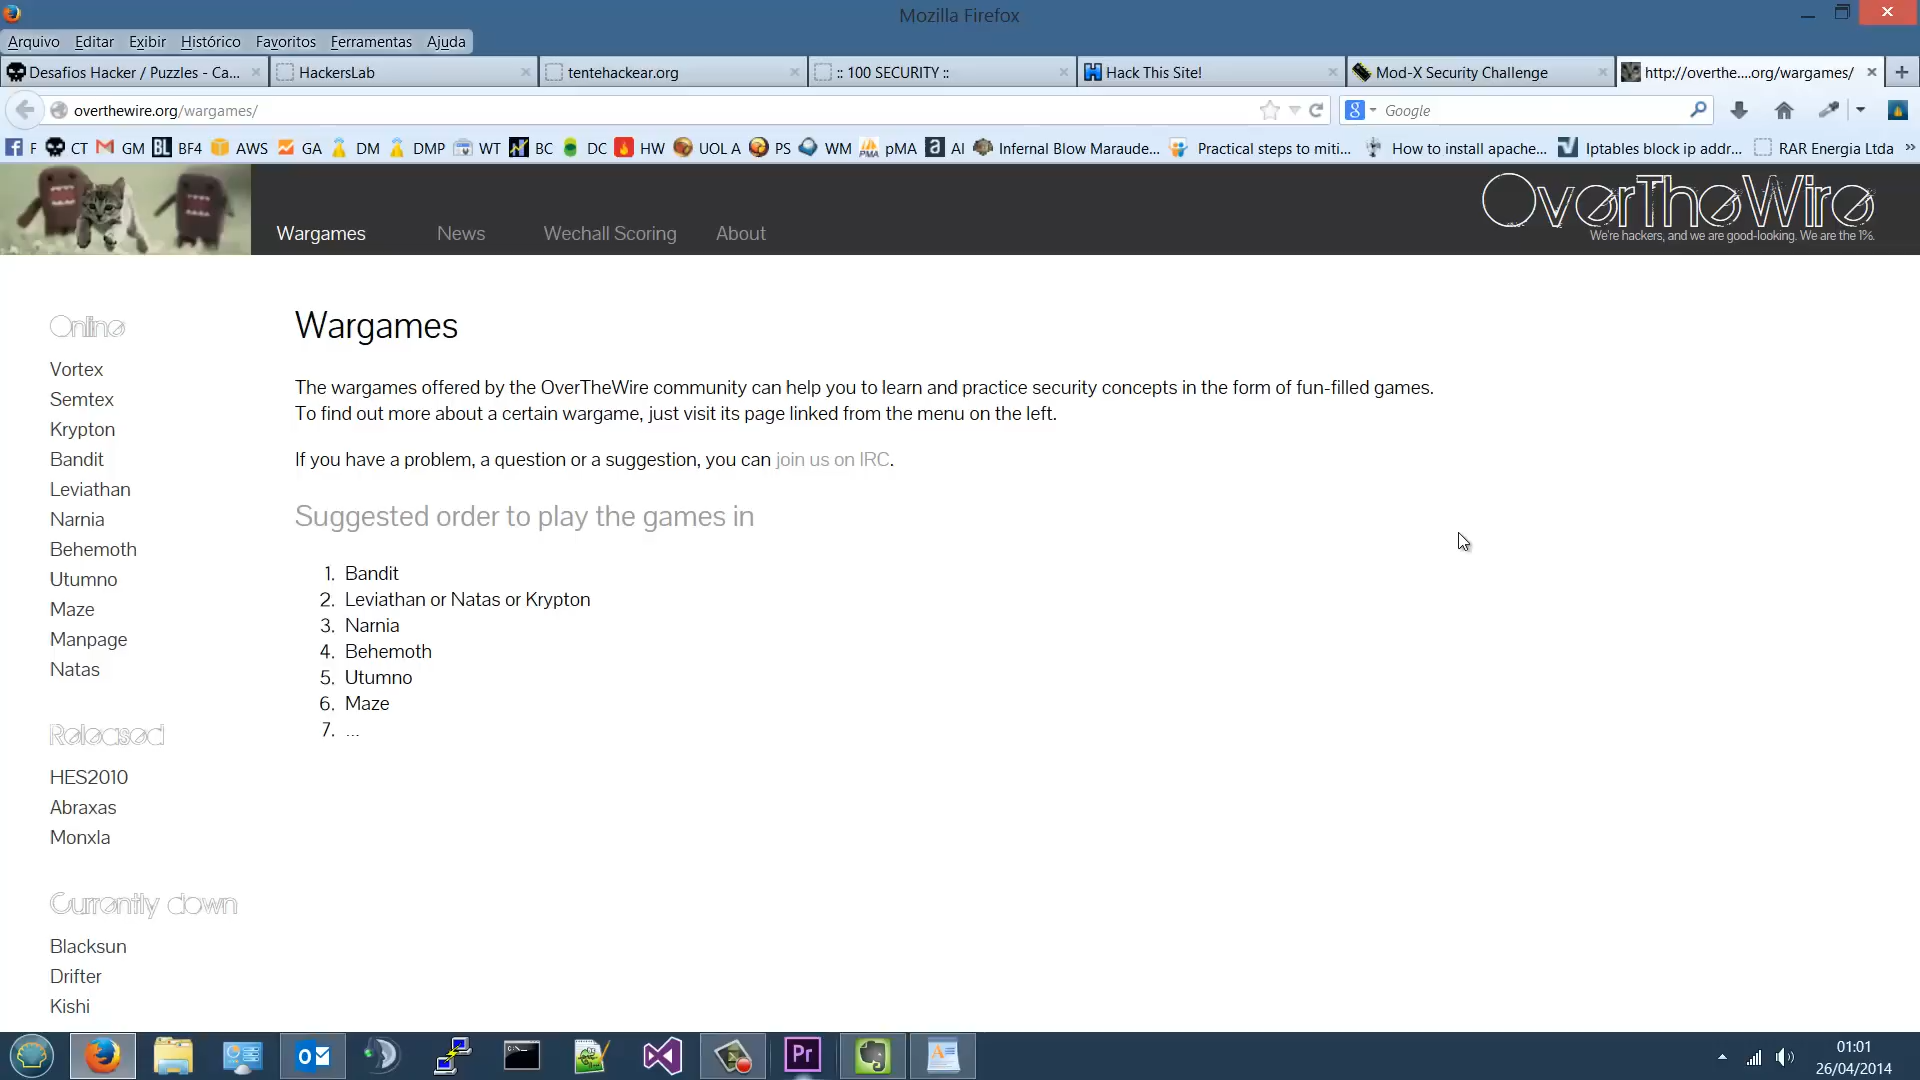 Mozilla Firefox
Arquivo Editar Exibir Histórico Favoritos Ferramentas Ajuda
Desafios Hacker / Puzzles - Ca... HackersLab tentehackear.org :: 100 SECURITY :: Hack This Site! Mod-X Security Challenge http://overthe....org/wargames/
overthewire.org/wargames/ Google
F CT GM BL BF4 AWS GA DM DMP WT BC DC HW UOL A PS WM PMA pMA a AI Infernal Blow Maraude... Practical steps to miti... How to install apache... Iptables block ip addr... RAR Energia Ltda
OverTheWire
We're hackers, and we are good-looking. We are the 1%.
Wargames News Wechall Scoring About
Online
Vortex
Semtex
Krypton
Bandit
Leviathan
Narnia
Behemoth
Utumno
Maze
Manpage
Natas
Released
HES2010
Abraxas
Monxla
Currently down
Blacksun
Drifter
Kishi
Wargames
The wargames offered by the OverTheWire community can help you to learn and practice security concepts in the form of fun-filled games.
To find out more about a certain wargame, just visit its page linked from the menu on the left.
If you have a problem, a question or a suggestion, you can join us on IRC.
Suggested order to play the games in
1. Bandit
2. Leviathan or Natas or Krypton
3. Narnia
4. Behemoth
5. Utumno
6. Maze
7. ...
Pr
01:01
26/04/2014